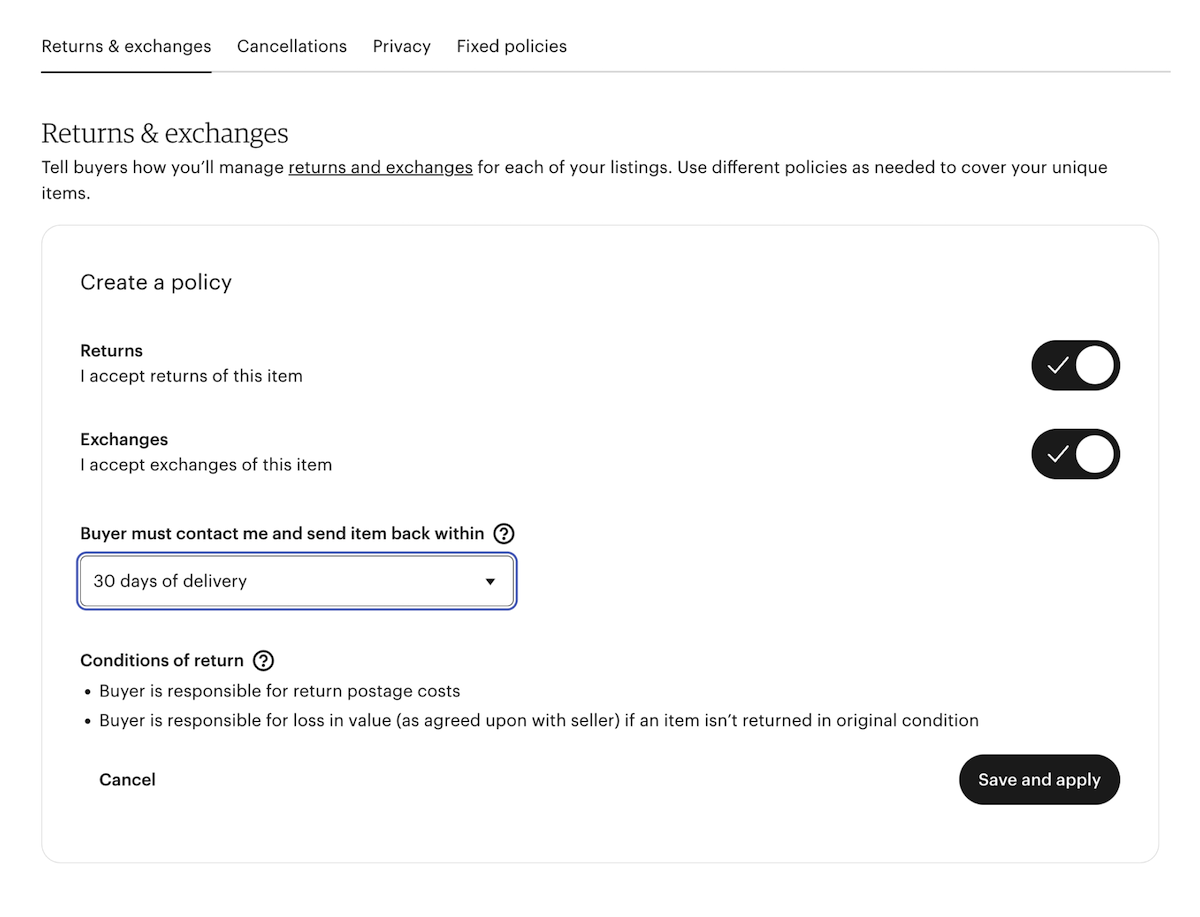 Returns & exchanges
Cancellations
Privacy
Fixed policies
Returns & exchanges
Tell buyers how you’ll manage returns and exchanges for each of your listings. Use different policies as needed to cover your unique
items.
Create a policy
Returns
I accept returns of this item
Exchanges
I accept exchanges of this item
Buyer must contact me and send item back within ?
30 days of delivery
Conditions of return ?
• Buyer is responsible for return postage costs
• Buyer is responsible for loss in value (as agreed upon with seller) if an item isn’t returned in original condition
Cancel
Save and apply